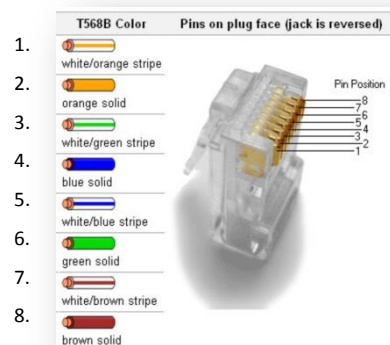 T568B Color Pins on plug face (jack is reversed)
1.
white/orange stripe
2.
orange solid
3.
white/green stripe
4.
blue solid
5.
white/blue stripe
6.
green solid
7.
white/brown stripe
8.
brown solid
Pin Position
8
7
6
5
4
3
2
1